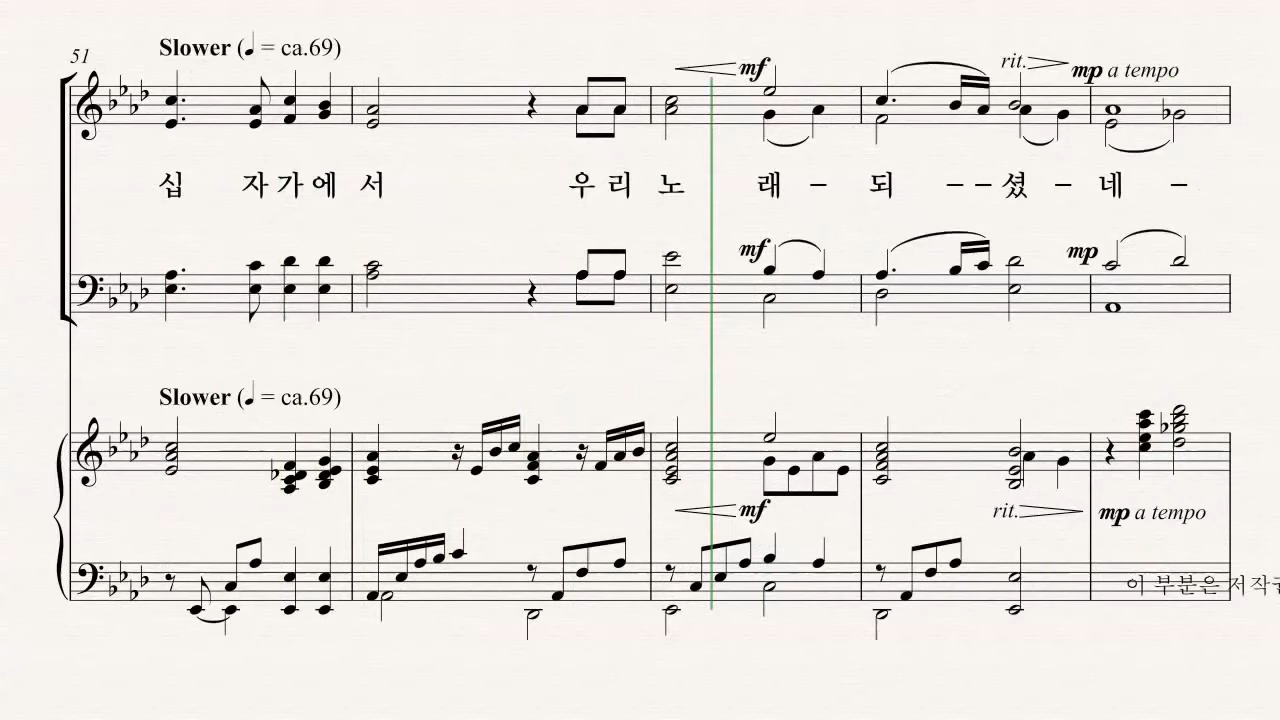 51
Slower (♩ = ca.69)
mf
rit.
mp a tempo
십 자 가 에 서 우 리 노 래 – 되 – – 셨 – 네 –
mf
mp
Slower (♩ = ca.69)
mf
rit.
mp a tempo
이 부분은 저작권